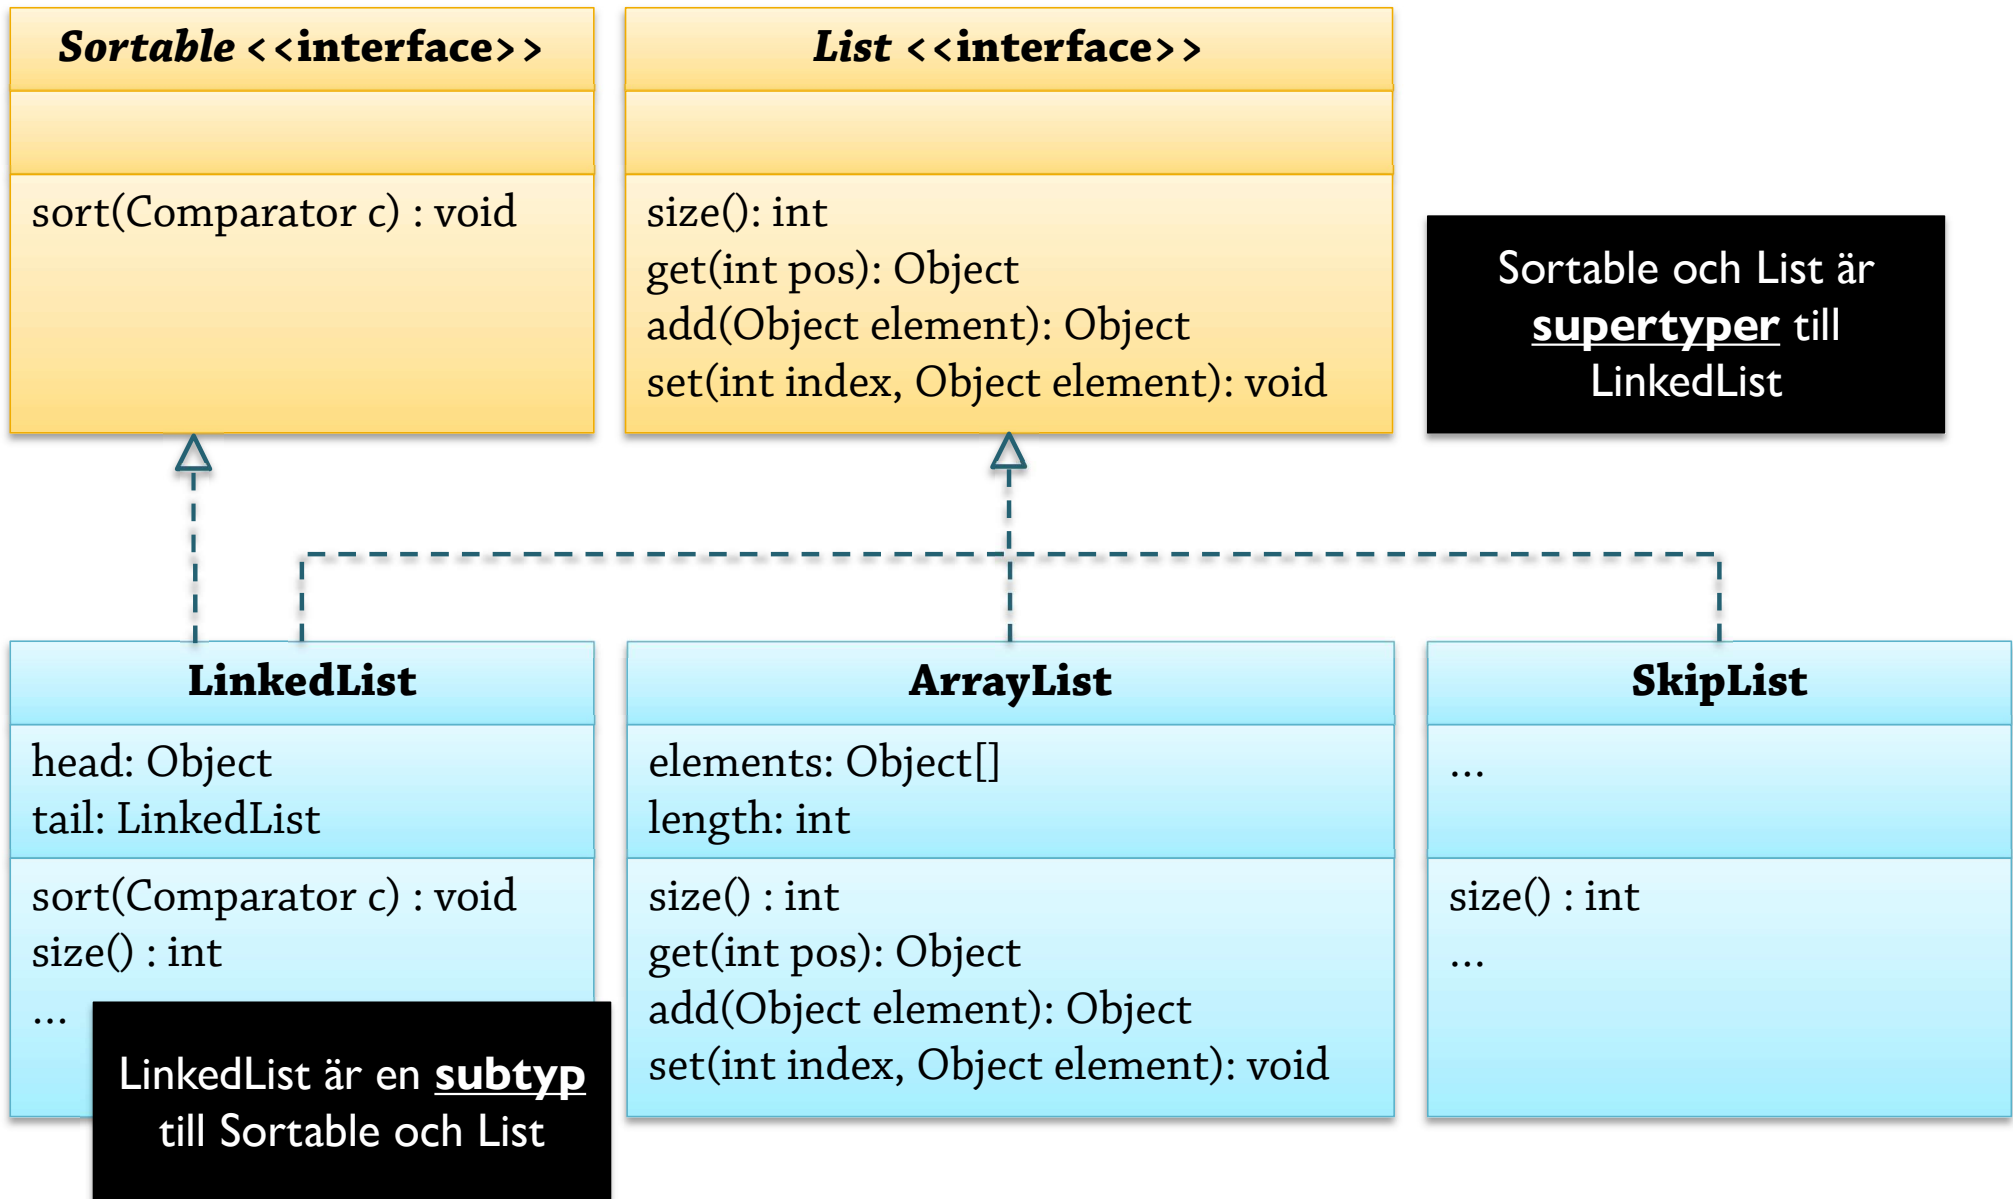 Sortable <<interface>>
sort(Comparator c) : void
List <<interface>>
size(): int
get(int pos): Object
add(Object element): Object
set(int index, Object element): void
Sortable och List är
supertyper till
LinkedList
LinkedList
head: Object
tail: LinkedList
sort(Comparator c) : void
size() : int
...
LinkedList är en subtyp
till Sortable och List
ArrayList
elements: Object[]
length: int
size() : int
get(int pos): Object
add(Object element): Object
set(int index, Object element): void
SkipList
...
size() : int
...